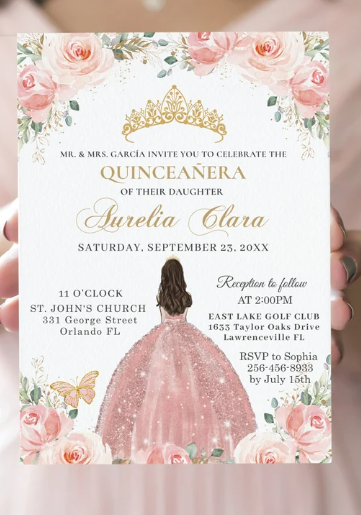 MR. & MRS. GARCÍA INVITE YOU TO CELEBRATE THE
QUINCEAÑERA
OF THEIR DAUGHTER
Aurelia Clara
SATURDAY, SEPTEMBER 23, 20XX
11 O'CLOCK
ST. JOHN'S CHURCH
331 George Street
Orlando FL
Reception to follow
AT 2:00PM
EAST LAKE GOLF CLUB
1633 Taylor Oaks Drive
Lawrenceville FL
RSVP to Sophia
256-456-8933
by July 15th